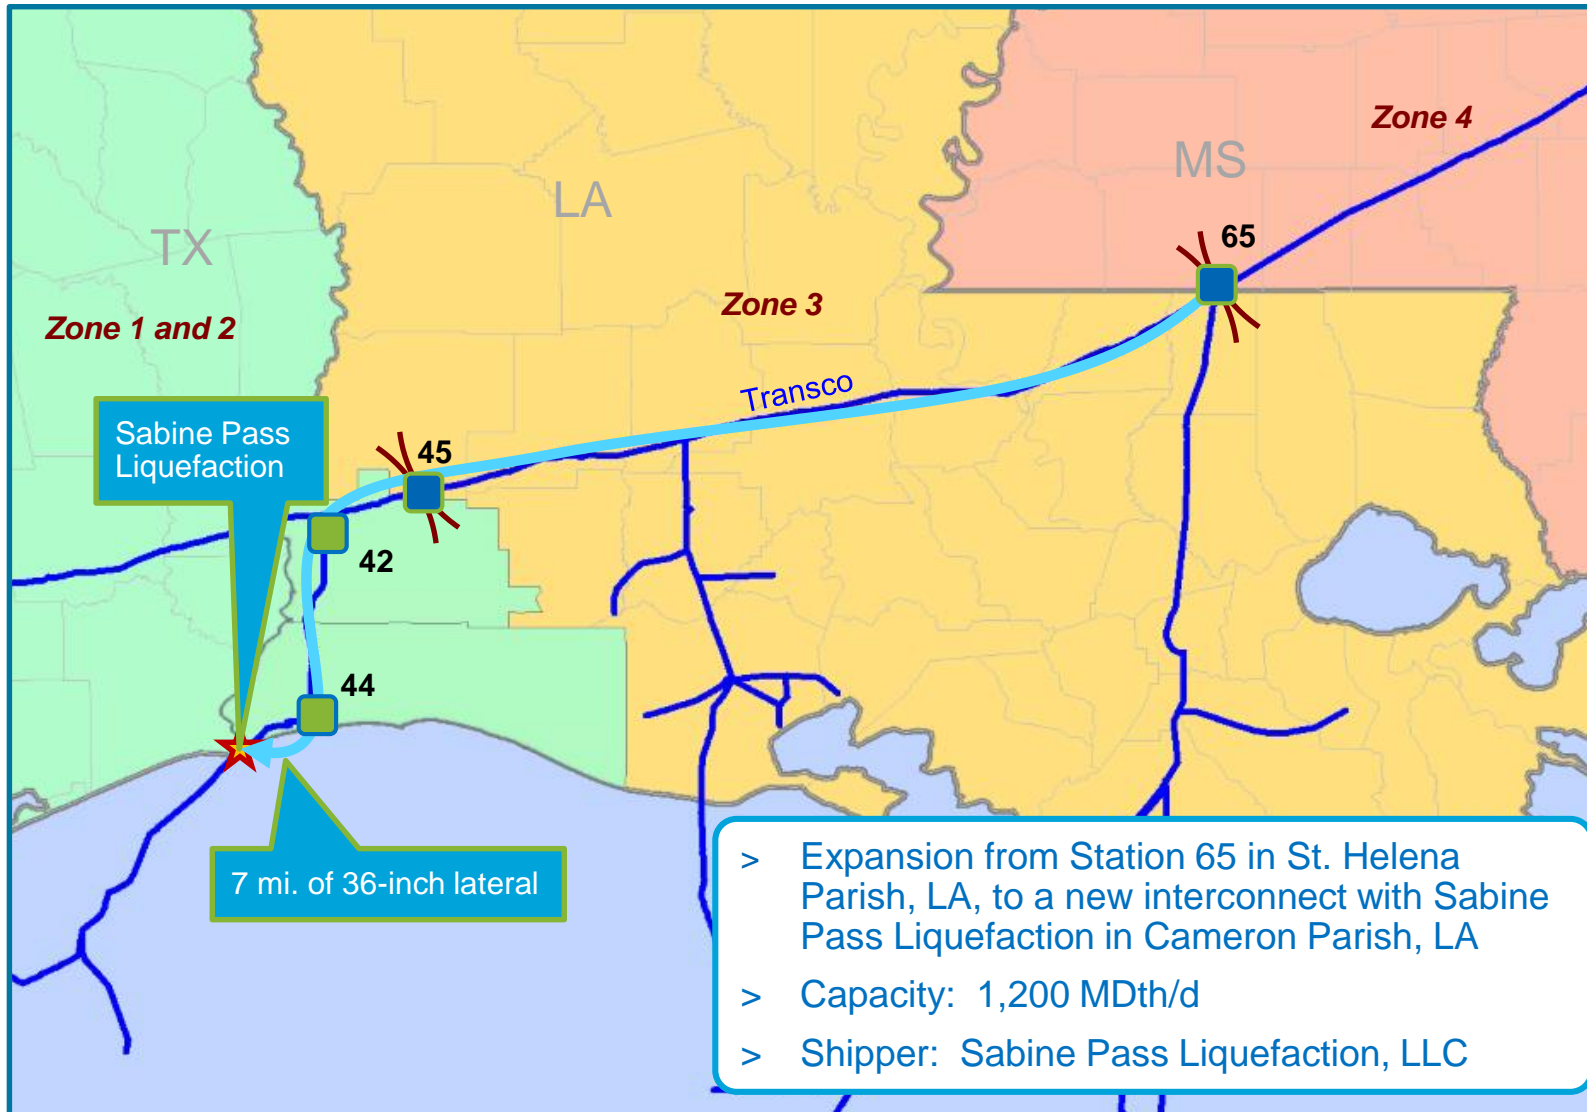 Zone 4
MS
LA
TX
65
Zone 3
Zone 1 and 2
Transco
Sabine Pass
Liquefaction
45
42
44
7 mi. of 36-inch lateral
> Expansion from Station 65 in St. Helena
Parish, LA, to a new interconnect with Sabine
Pass Liquefaction in Cameron Parish, LA
> Capacity: 1,200 MDth/d
> Shipper: Sabine Pass Liquefaction, LLC